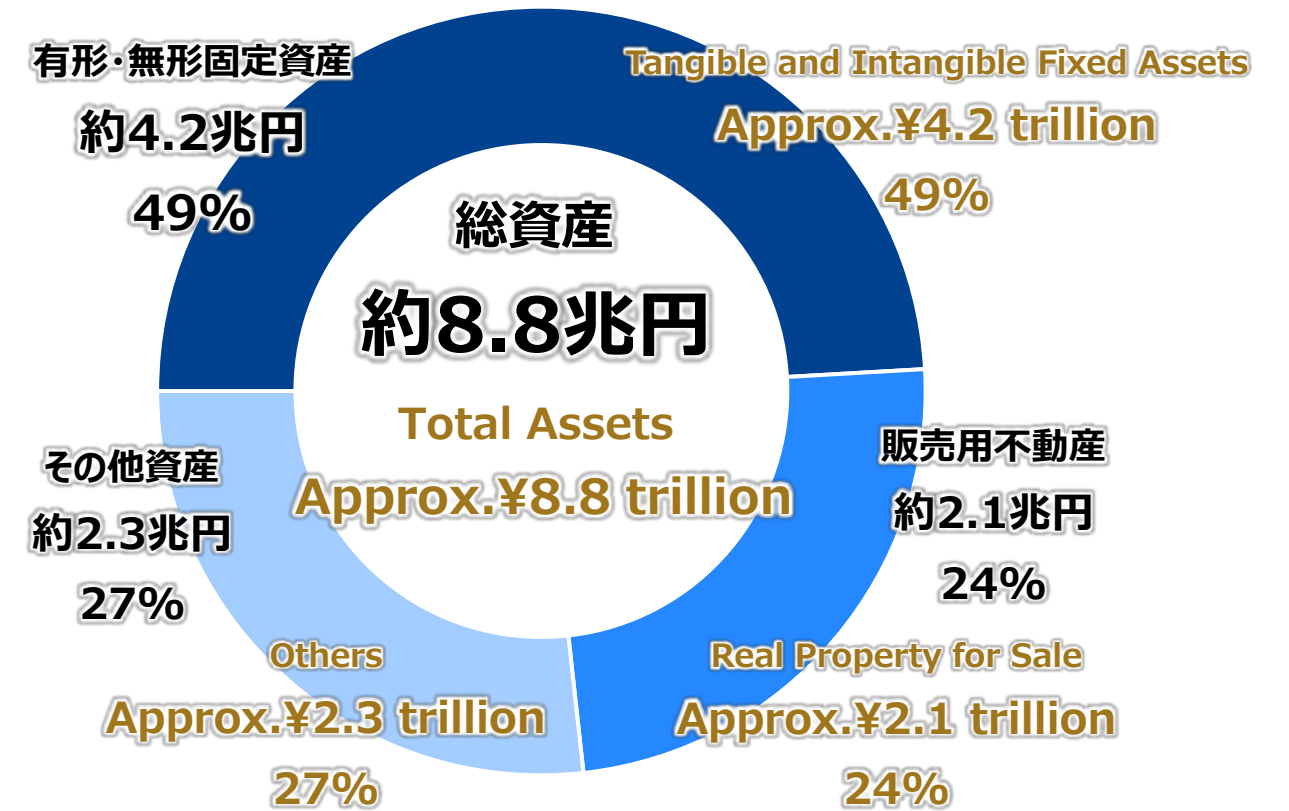 有形・無形固定資産
約4.2兆円
49%
Tangible and Intangible Fixed Assets
Approx.¥4.2 trillion
49%
総資産
約8.8兆円
Total Assets
Approx.¥8.8 trillion
その他資産
約2.3兆円
27%
Others
Approx.¥2.3 trillion
27%
販売用不動産
約2.1兆円
24%
Real Property for Sale
Approx.¥2.1 trillion
24%